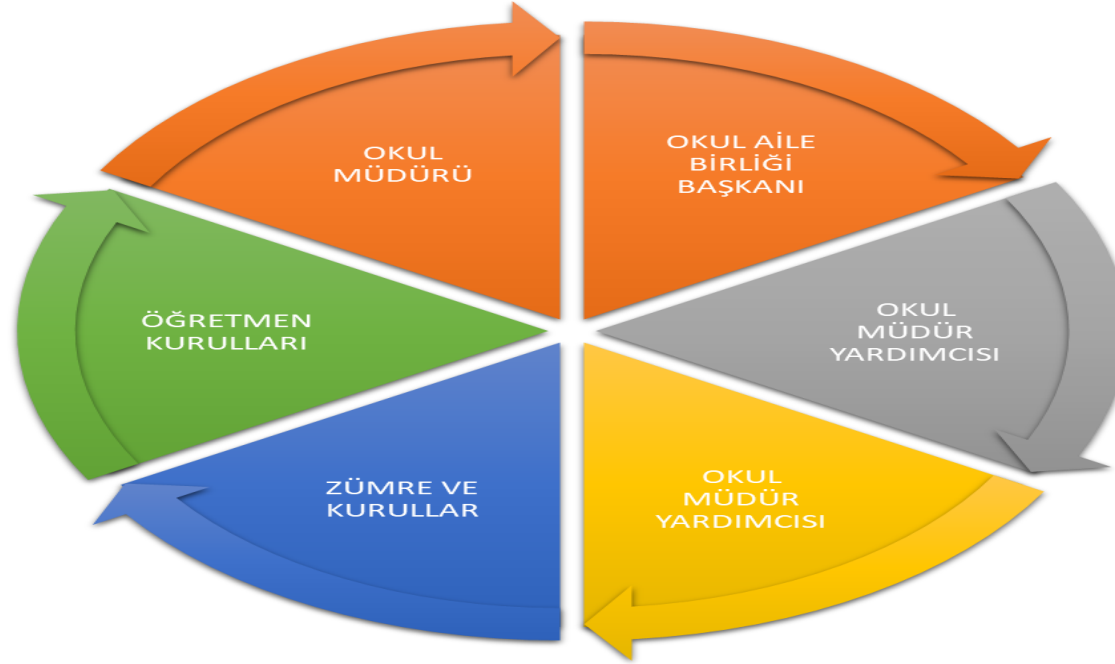 OKUL
MÜDÜRÜ
OKUL AİLE
BİRLİĞİ
BAŞKANI
OKUL
MÜDÜR
YARDIMCISI
OKUL
MÜDÜR
YARDIMCISI
ZÜMRE VE
KURULLAR
ÖĞRETMEN
KURULLARI